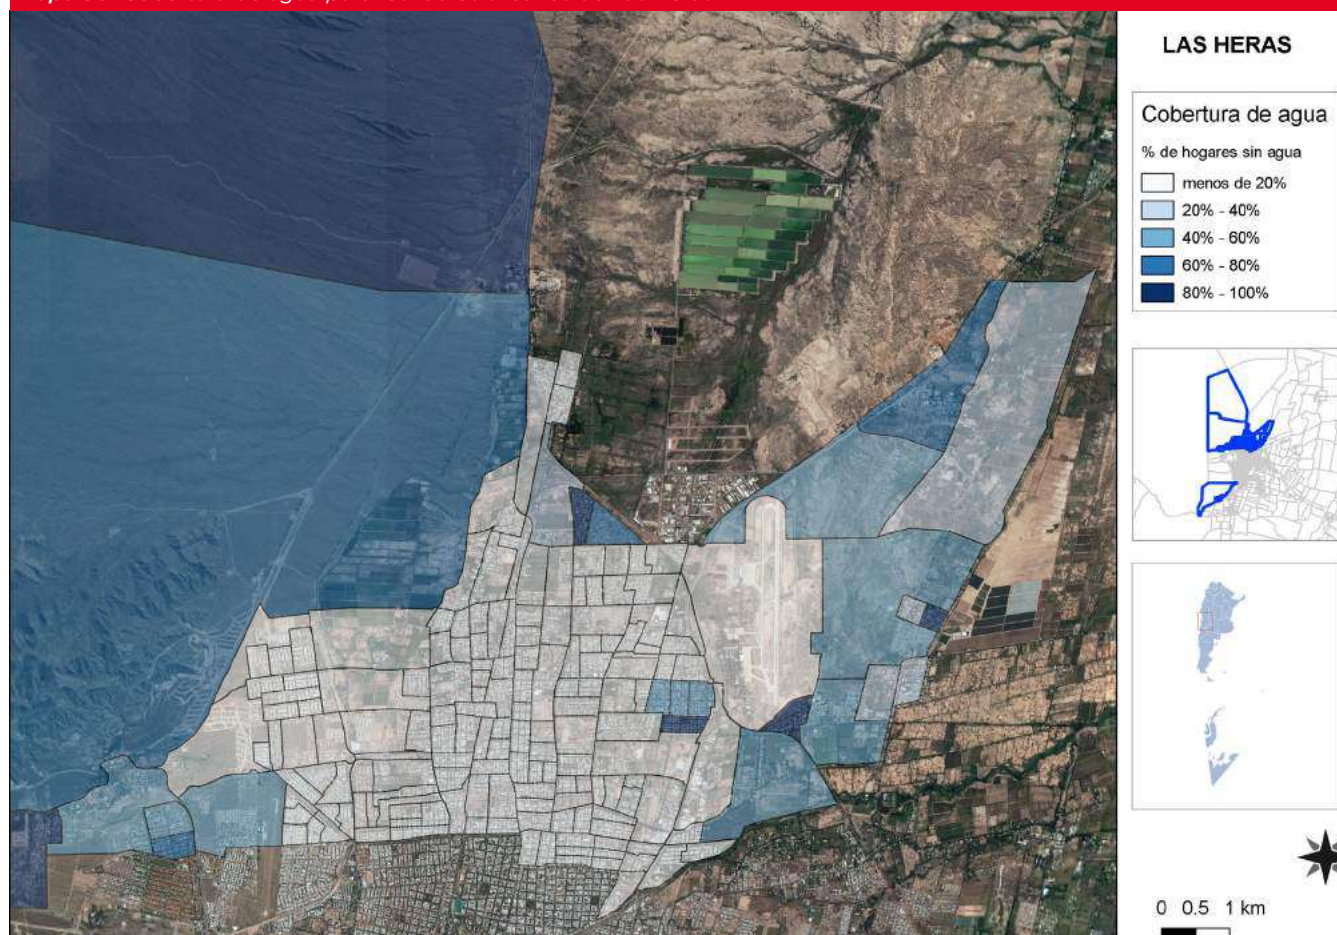 LAS HERAS
Cobertura de agua
% de hogares sin agua
menos de 20%
20% - 40%
40% - 60%
60% - 80%
80% - 100%
0 0.5 1 km